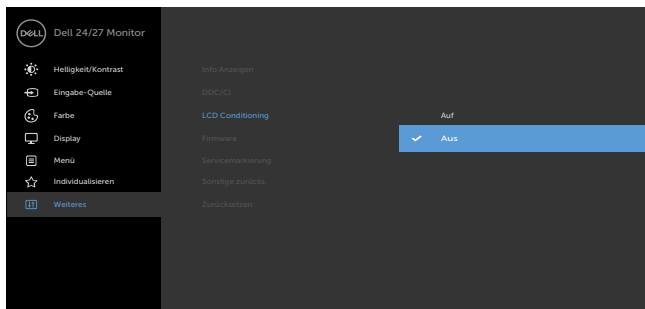 DELL Dell 24/27 Monitor
Helligkeit/Kontrast
Eingabe-Quelle
Farbe
Display
Menü
Individualisieren
Weiteres
Info Anzeigen
DDC/CI
LCD Conditioning
Firmware
Servicemarkierung
Sonstige zurücks.
Zurücksetzen
Auf
Aus